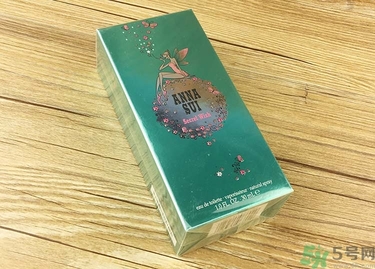 ANNA
SUI
Secret Wish
eau de toilette · vaporisateur · natural spray
1.0 FL. OZ. 30 ml e
5号网